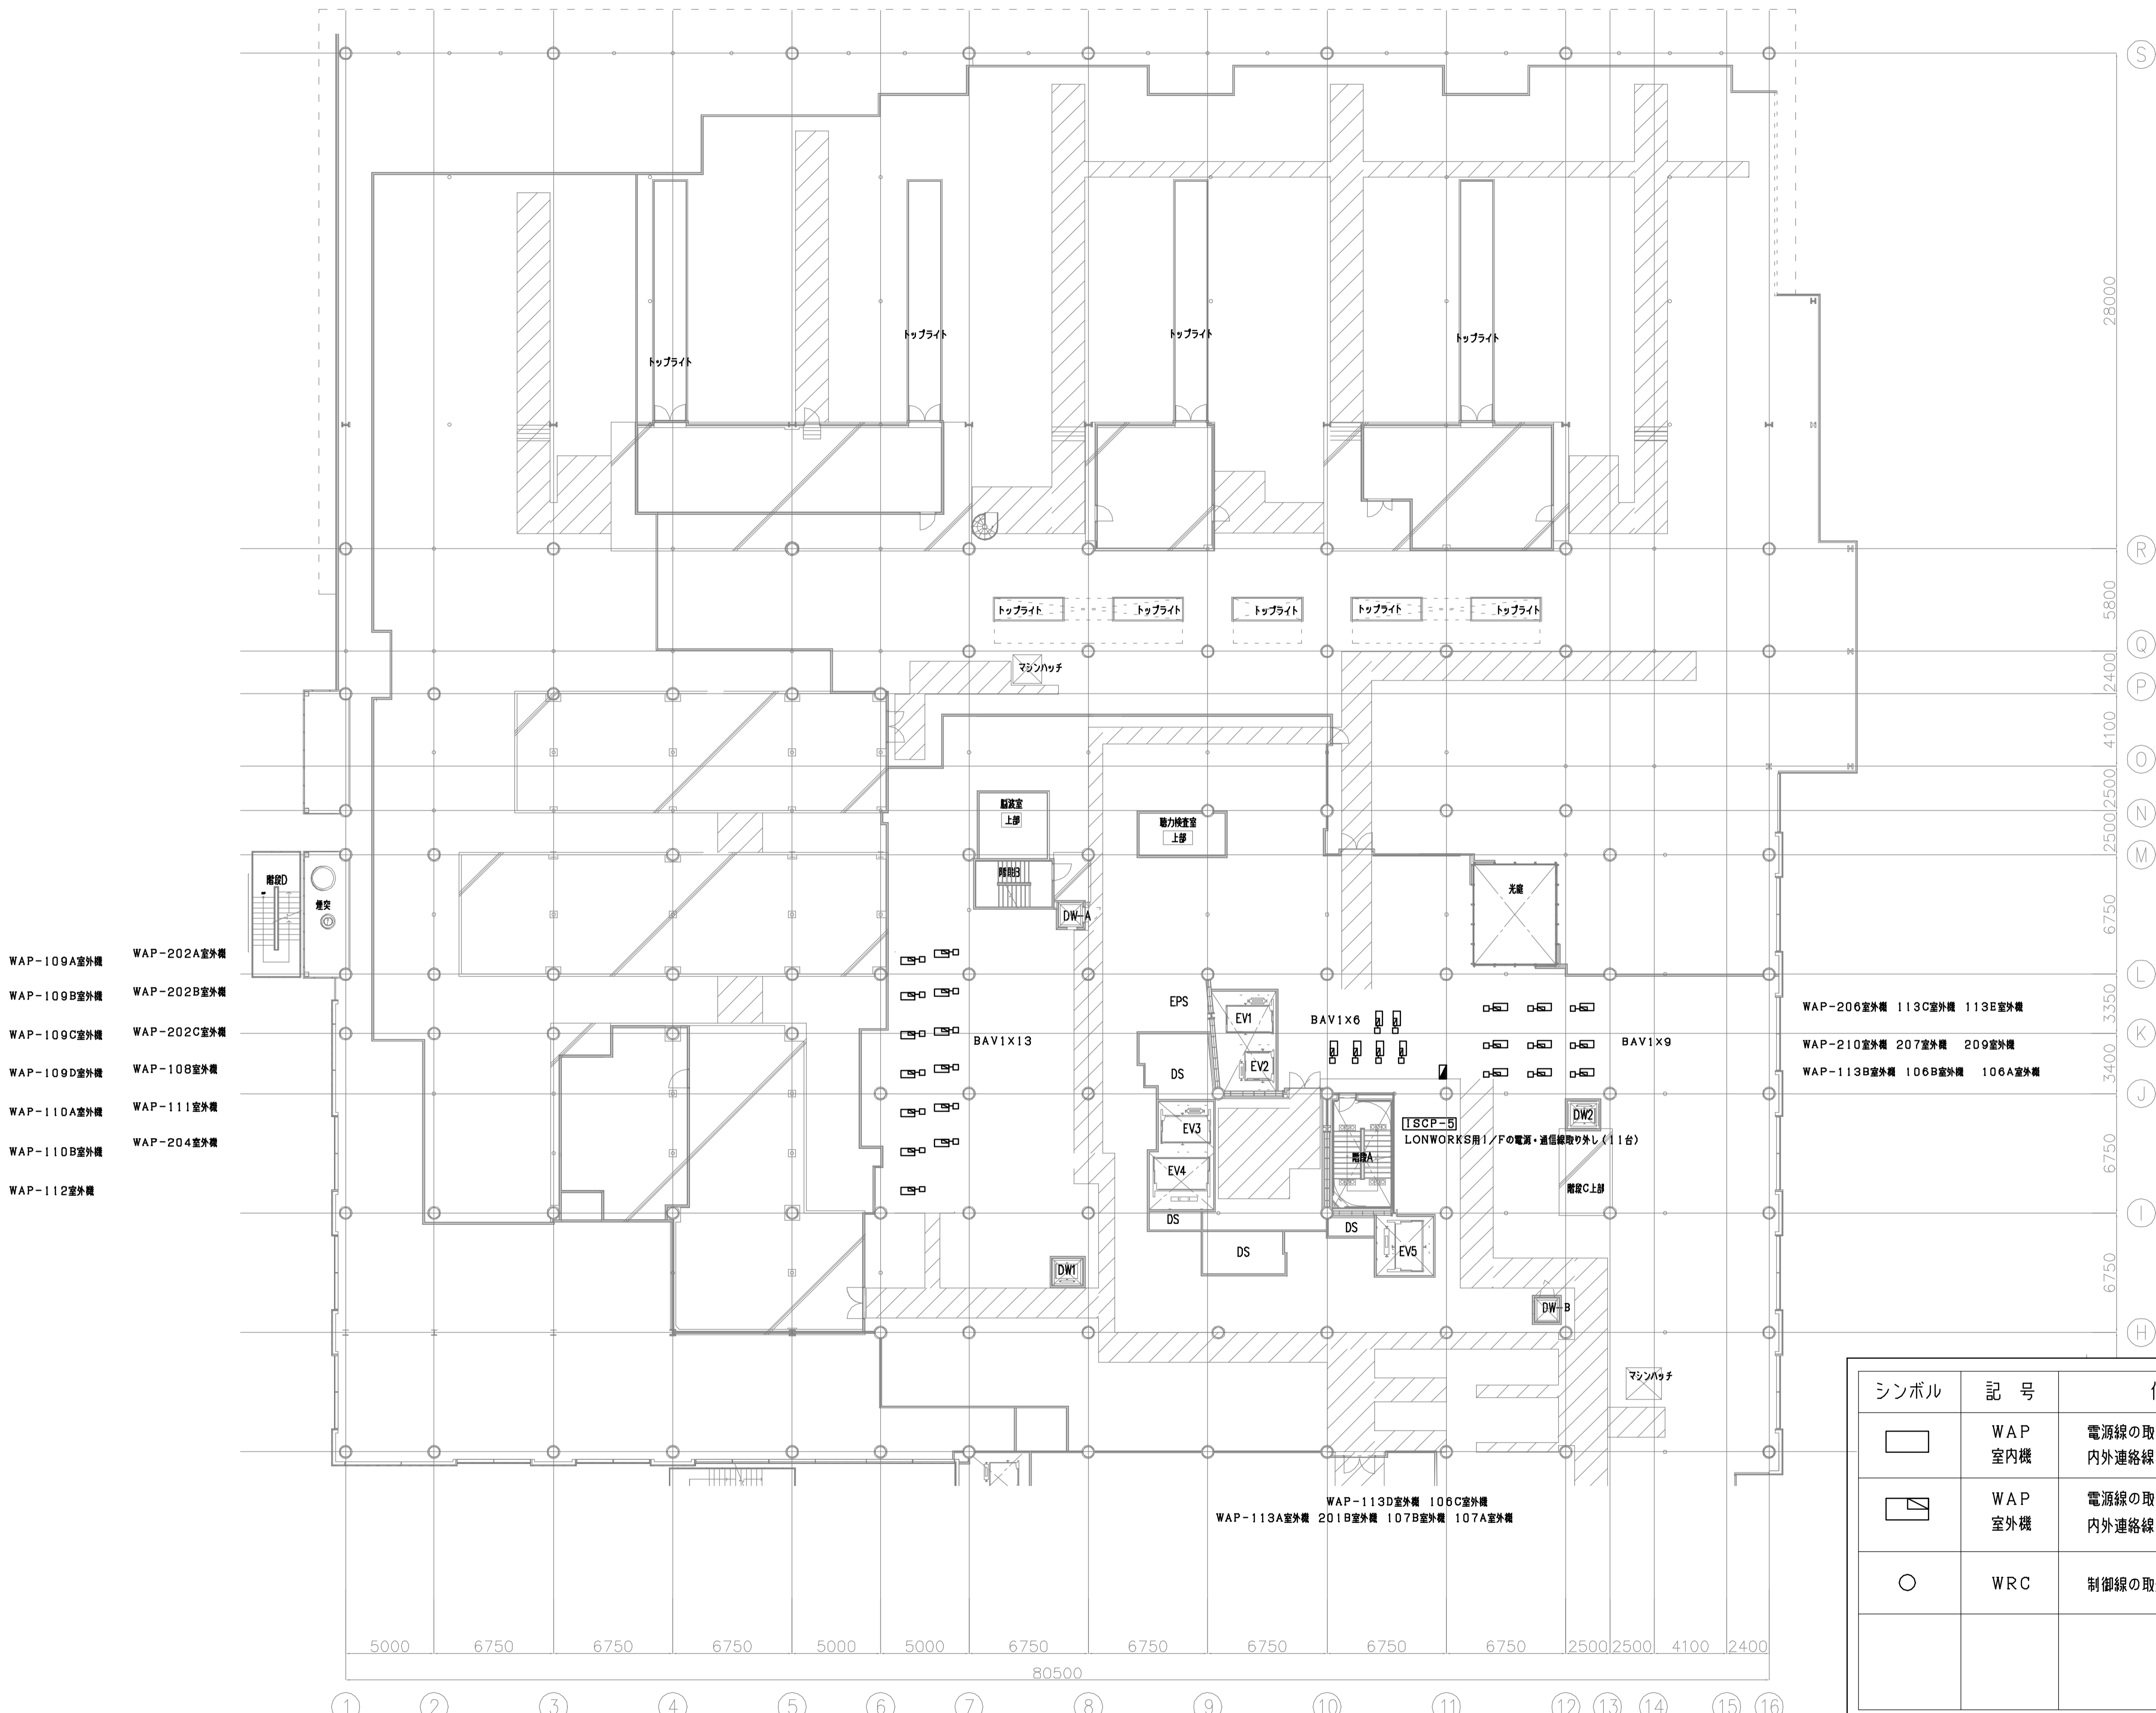 S
28000
トップライト
トップライト
トップライト
トップライト
R
5800
トップライト トップライト トップライト トップライト トップライト
Q
マシンハッチ
2400
P
4100
O
2500
脳波室
上部
聴力検査室
上部
N
2500
M
階段D
煙突
階段B
光庭
DW-A
6750
WAP-109A室外機 WAP-202A室外機
L
WAP-109B室外機 WAP-202B室外機
EPS
EV1
BAV1×6
WAP-206室外機 113C室外機 113E室外機
3350
WAP-109C室外機 WAP-202C室外機
BAV1×13
BAV1×9
K
WAP-210室外機 207室外機 209室外機
WAP-109D室外機 WAP-108室外機
DS
EV2
WAP-113B室外機 106B室外機 106A室外機
3400
J
WAP-110A室外機 WAP-111室外機
EV3
ISCP-5
DW2
WAP-110B室外機 WAP-204室外機
LONWORKS用I/Fの電源・通信線取り外し(11台)
EV4
階段A
6750
WAP-112室外機
階段C上部
DS
DS
I
DS
EV5
DW1
6750
DW-B
H
マシンハッチ
シンボル 記 号
WAP
室内機
電源線の取
内外連絡線
WAP
室外機
電源線の取
内外連絡線
WRC
制御線の取
WAP-113D室外機 106C室外機
WAP-113A室外機 201B室外機 107B室外機 107A室外機
5000 6750 6750 6750 5000 5000 6750 6750 6750 6750 6750 2500 2500 4100 2400
80500
1 2 3 4 5 6 7 8 9 10 11 12 13 14 15 16